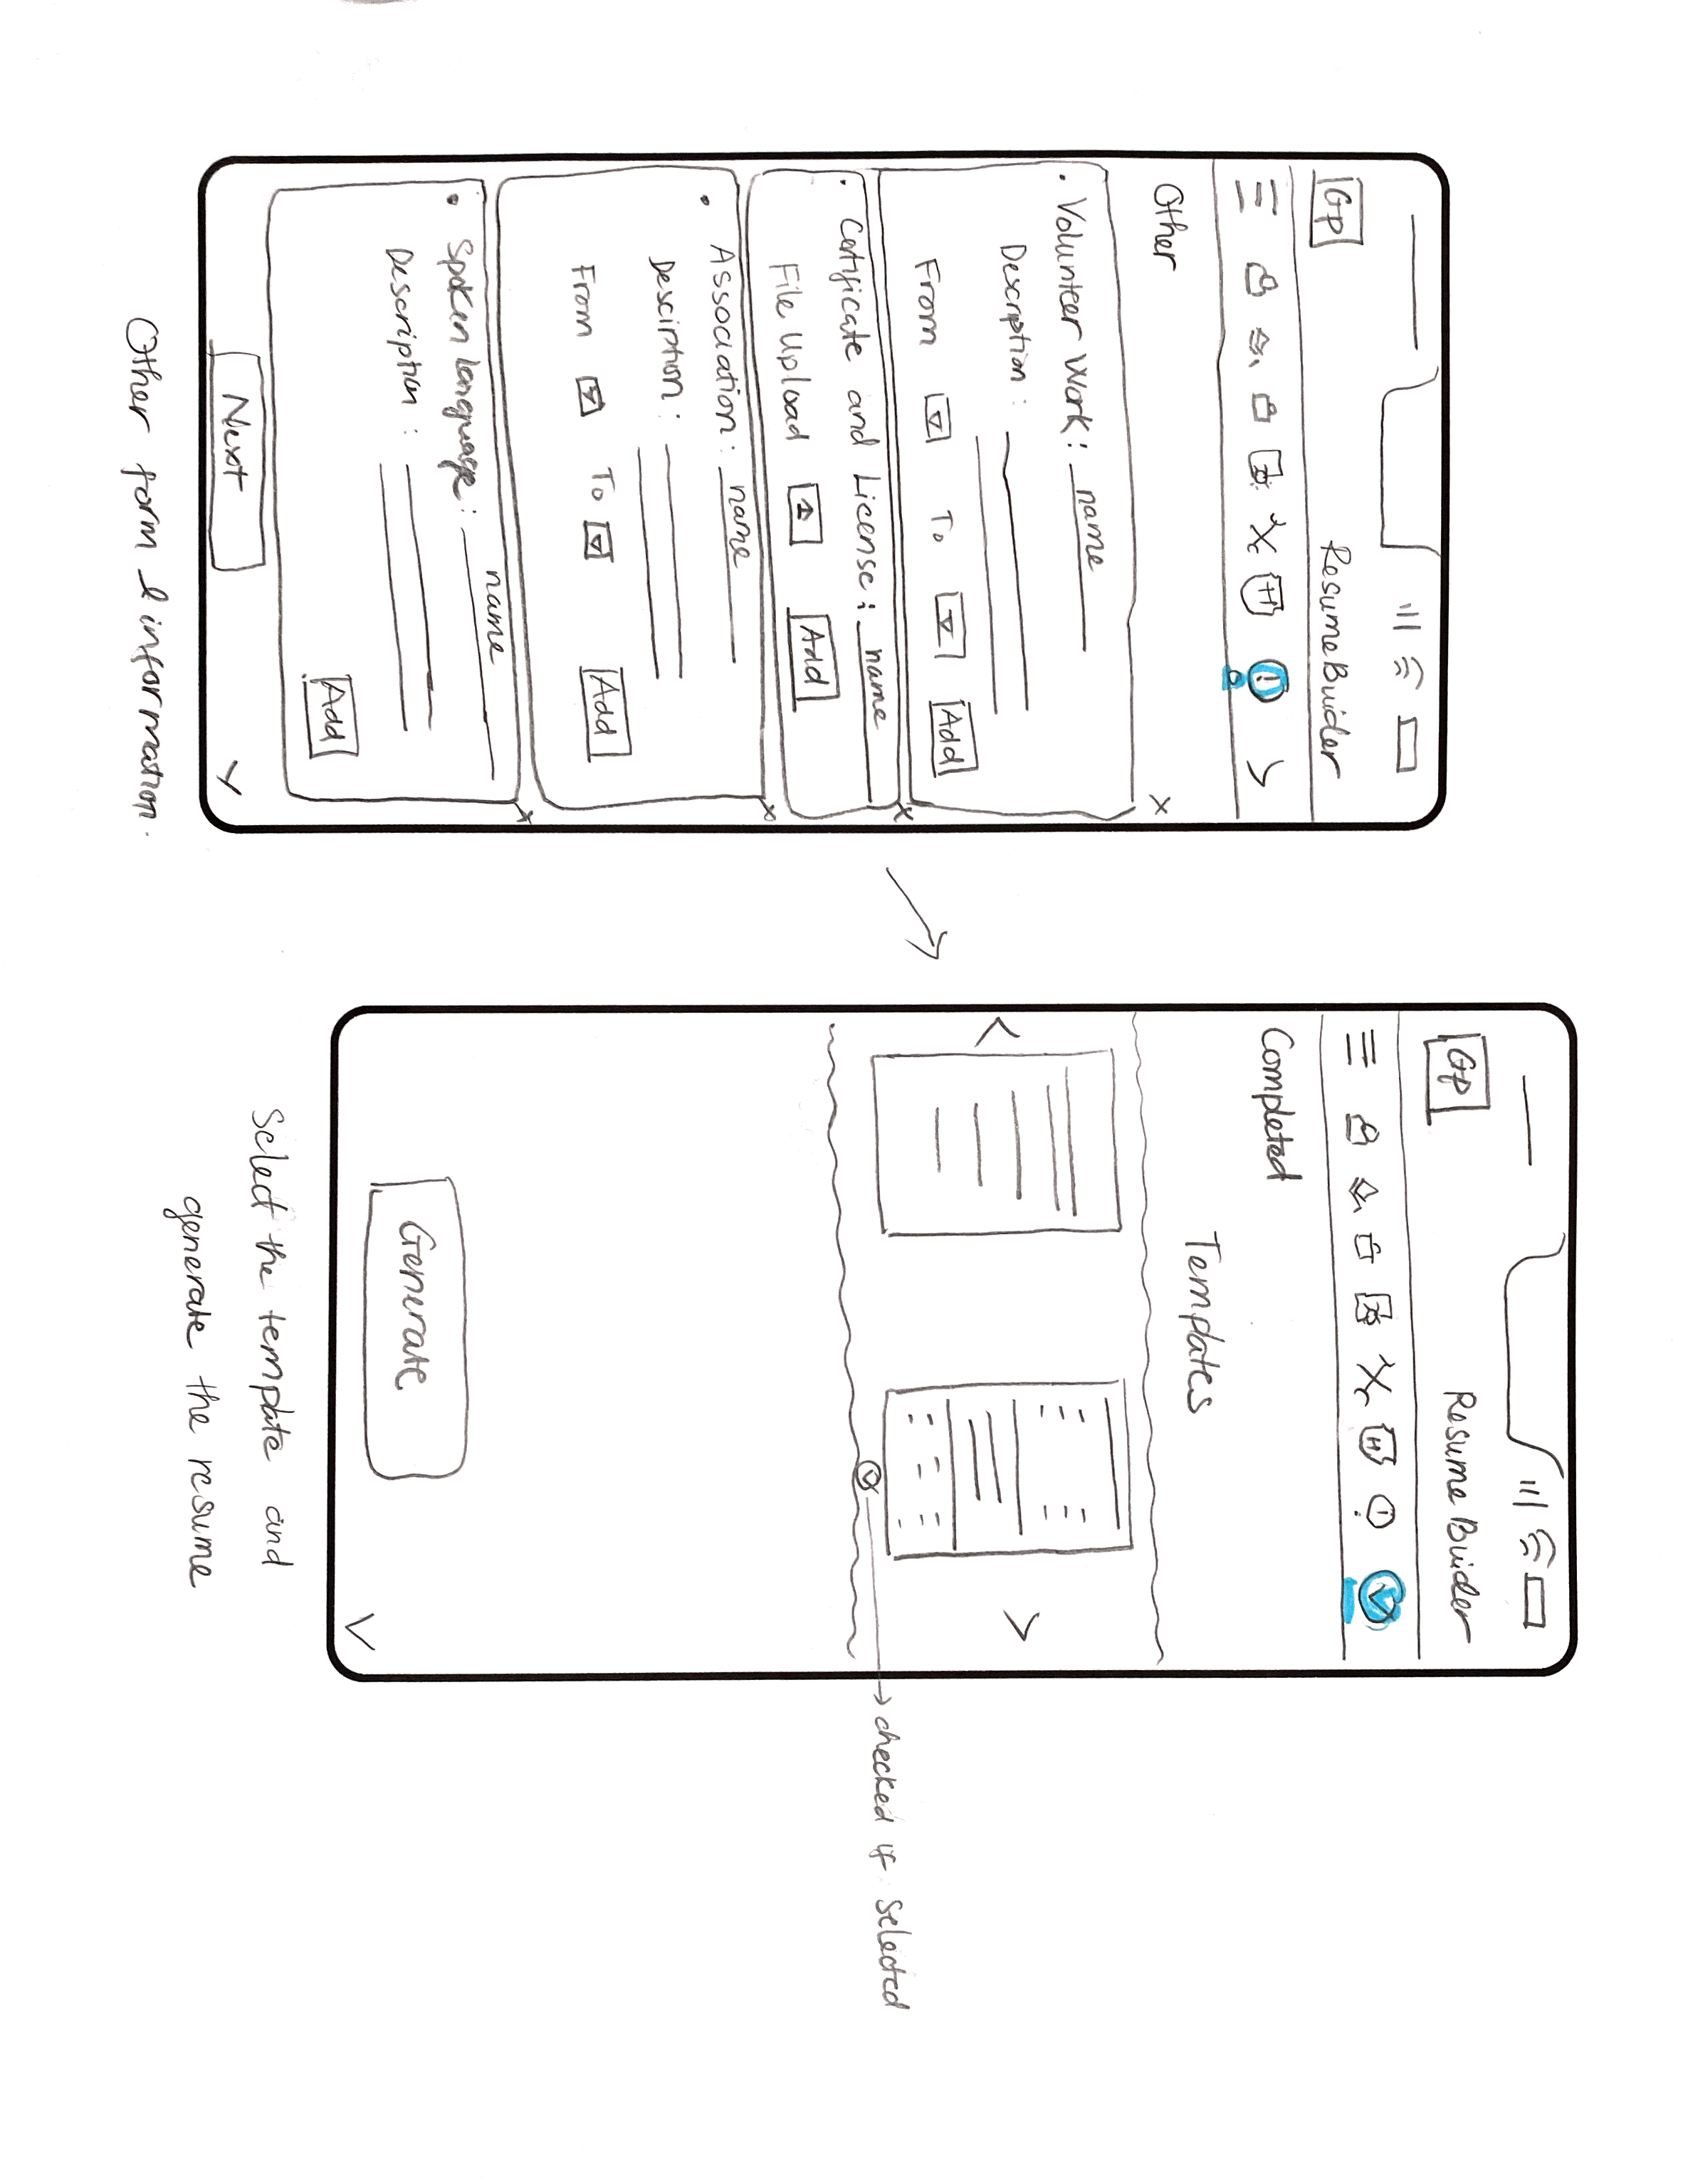 GP
Resume Buider
Other
x
• Volunteer Work: name
Description:
From To Add
x
• Certificate and License: name
File Upload Add
x
• Association: name
Desciription:
From To Add
x
• Spoken language: name
Description:
Add
Next
Other form & information.
GP
Resume Buider
Completed
Templates
checked if selected
Generate
Select the template and
generate the resume